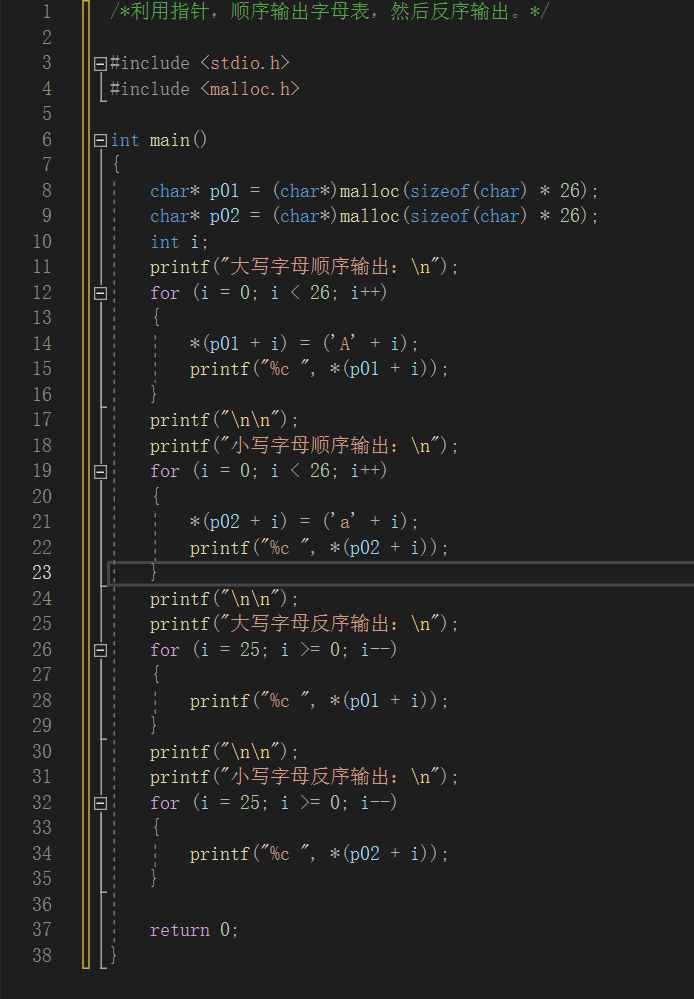 1 /*利用指针，顺序输出字母表，然后反序输出。*/
2
3 #include <stdio.h>
4 #include <malloc.h>
5
6 int main()
7 {
8 char* p01 = (char*)malloc(sizeof(char) * 26);
9 char* p02 = (char*)malloc(sizeof(char) * 26);
10 int i;
11 printf("大写字母顺序输出：\n");
12 for (i = 0; i < 26; i++)
13 {
14 *(p01 + i) = ('A' + i);
15 printf("%c ", *(p01 + i));
16 }
17 printf("\n\n");
18 printf("小写字母顺序输出：\n");
19 for (i = 0; i < 26; i++)
20 {
21 *(p02 + i) = ('a' + i);
22 printf("%c ", *(p02 + i));
23 }
24 printf("\n\n");
25 printf("大写字母反序输出：\n");
26 for (i = 25; i >= 0; i--)
27 {
28 printf("%c ", *(p01 + i));
29 }
30 printf("\n\n");
31 printf("小写字母反序输出：\n");
32 for (i = 25; i >= 0; i--)
33 {
34 printf("%c ", *(p02 + i));
35 }
36
37 return 0;
38 }